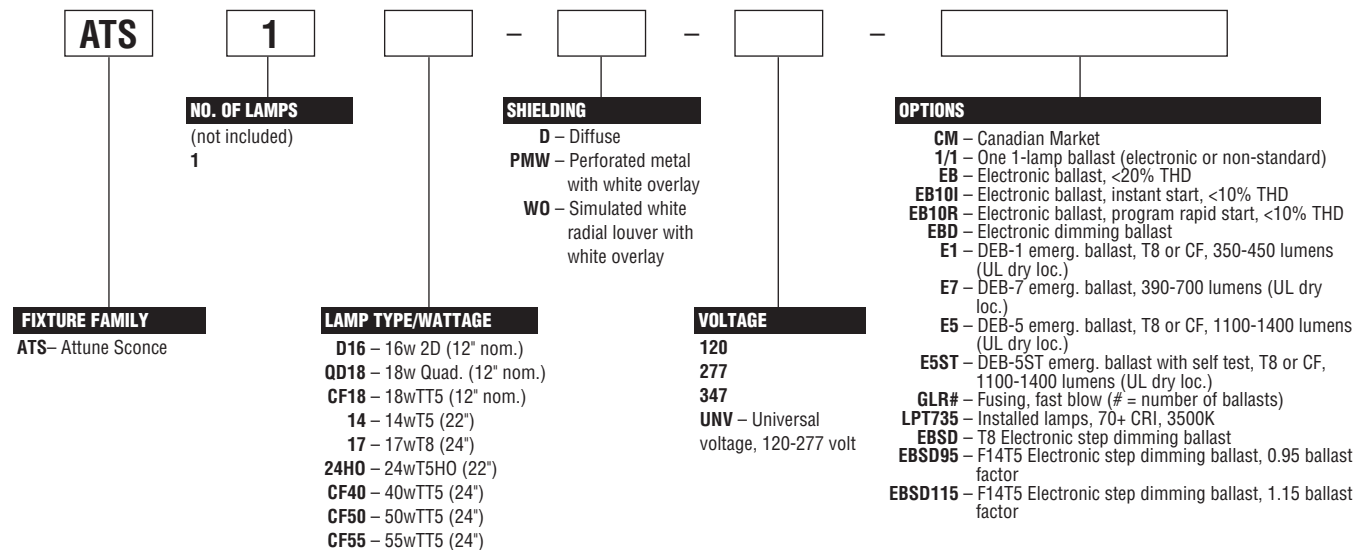 ATS 1 – – –
NO. OF LAMPS
(not included)
1
SHIELDING
D – Diffuse
PMW – Perforated metal
with white overlay
WO – Simulated white
radial louver with
white overlay
OPTIONS
CM – Canadian Market
1/1 – One 1-lamp ballast (electronic or non-standard)
EB – Electronic ballast, <20% THD
EB10I – Electronic ballast, instant start, <10% THD
EB10R – Electronic ballast, program rapid start, <10% THD
EBD – Electronic dimming ballast
E1 – DEB-1 emerg. ballast, T8 or CF, 350-450 lumens
(UL dry loc.)
E7 – DEB-7 emerg. ballast, 390-700 lumens (UL dry
loc.)
E5 – DEB-5 emerg. ballast, T8 or CF, 1100-1400 lumens
(UL dry loc.)
E5ST – DEB-5ST emerg. ballast with self test, T8 or CF,
1100-1400 lumens (UL dry loc.)
GLR# – Fusing, fast blow (# = number of ballasts)
LPT735 – Installed lamps, 70+ CRI, 3500K
EBSD – T8 Electronic step dimming ballast
EBSD95 – F14T5 Electronic step dimming ballast, 0.95 ballast
factor
EBSD115 – F14T5 Electronic step dimming ballast, 1.15 ballast
factor
FIXTURE FAMILY
ATS– Attune Sconce
LAMP TYPE/WATTAGE
D16 – 16w 2D (12" nom.)
QD18 – 18w Quad. (12" nom.)
CF18 – 18wTT5 (12" nom.)
14 – 14wT5 (22")
17 – 17wT8 (24")
24HO – 24wT5HO (22")
CF40 – 40wTT5 (24")
CF50 – 50wTT5 (24")
CF55 – 55wTT5 (24")
VOLTAGE
120
277
347
UNV – Universal
voltage, 120-277 volt